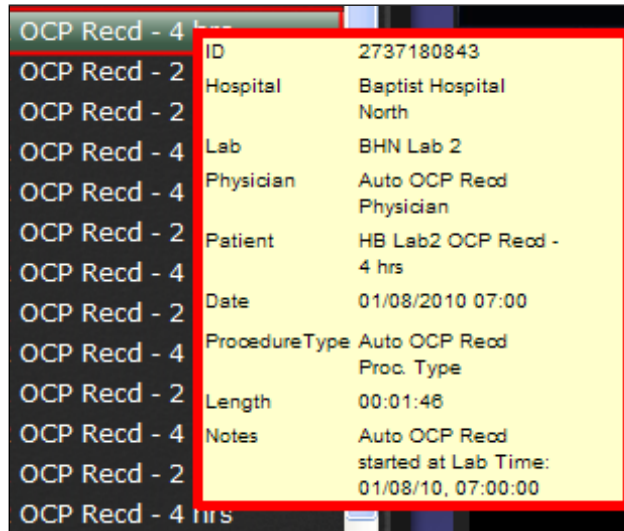 OCP Recd - 4 hrs
OCP Recd - 2
OCP Recd - 2
OCP Recd - 4
OCP Recd - 4
OCP Recd - 2
OCP Recd - 4
OCP Recd - 2
OCP Recd - 4
OCP Recd - 2
OCP Recd - 4
OCP Recd - 2
OCP Recd - 4 hrs
ID 2737180843
Hospital Baptist Hospital
North
Lab BHN Lab 2
Physician Auto OCP Recd
Physician
Patient HB Lab2 OCP Recd -
4 hrs
Date 01/08/2010 07:00
ProcedureType Auto OCP Recd
Proc. Type
Length 00:01:46
Notes Auto OCP Recd
started at Lab Time:
01/08/10, 07:00:00